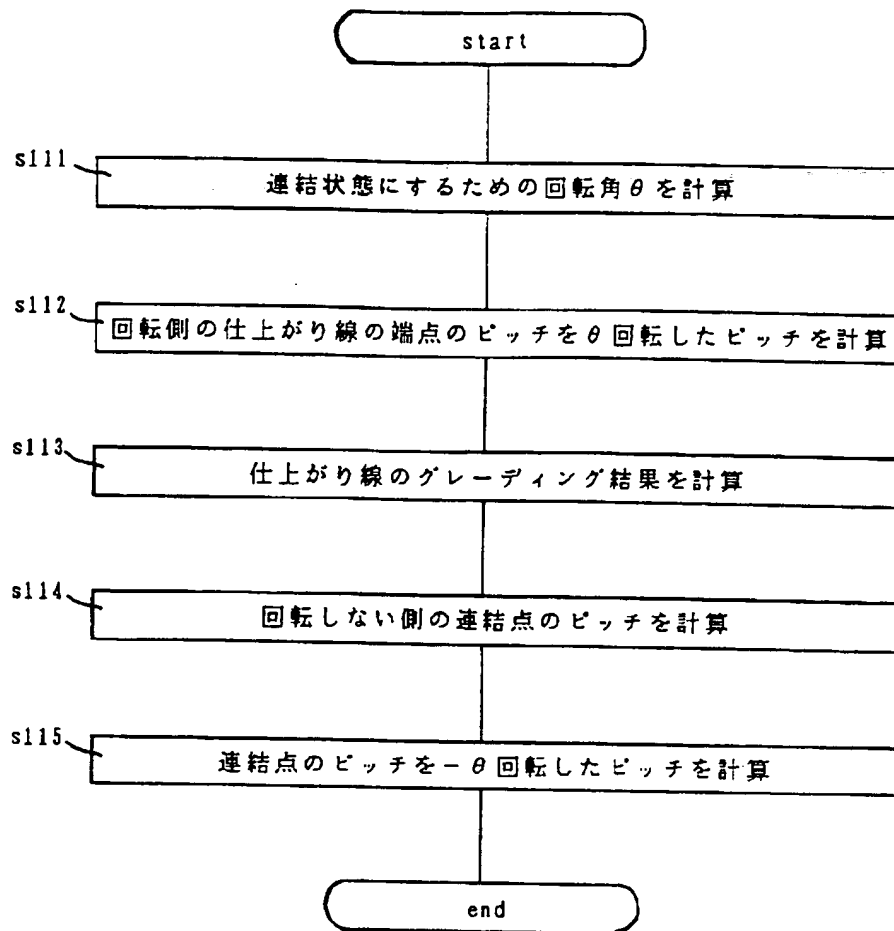 start
s111
連結状態にするための回転角θを計算
s112
回転側の仕上がり線の端点のピッチをθ回転したピッチを計算
s113
仕上がり線のグレーディング結果を計算
s114
回転しない側の連結点のピッチを計算
s115
連結点のピッチを-θ回転したピッチを計算
end